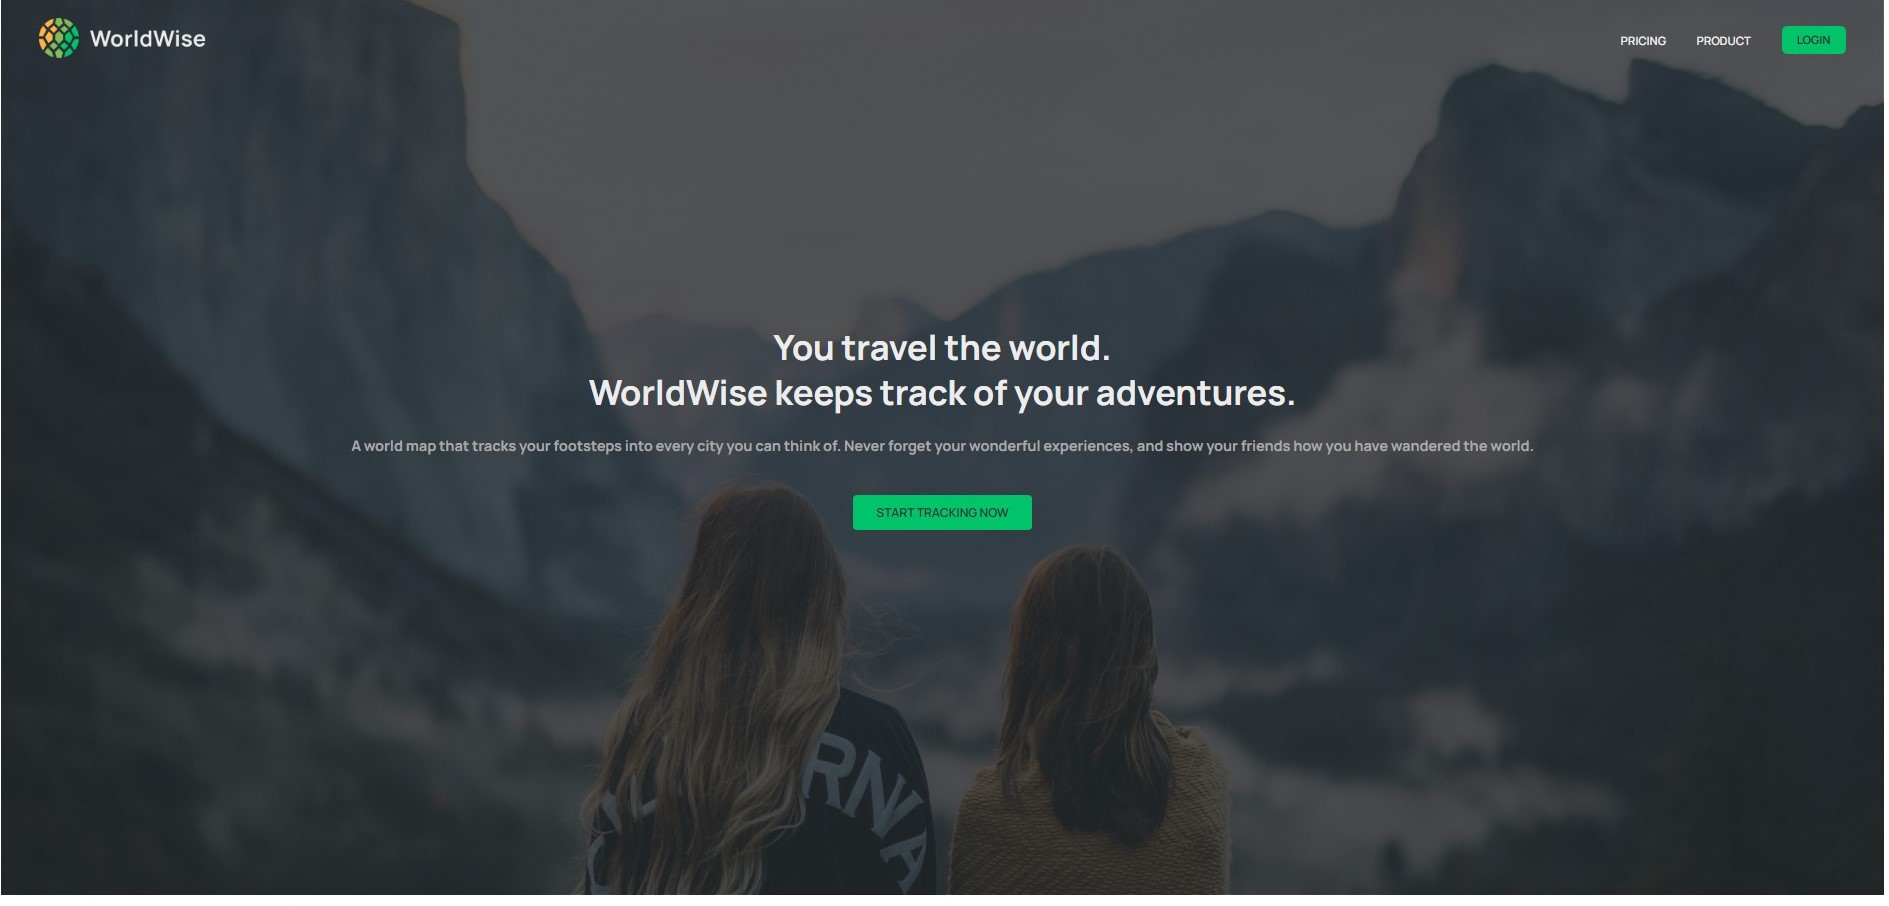 WorldWise
PRICING
PRODUCT
LOGIN
You travel the world.
WorldWise keeps track of your adventures.
A world map that tracks your footsteps into every city you can think of. Never forget your wonderful experiences, and show your friends how you have wandered the world.
START TRACKING NOW